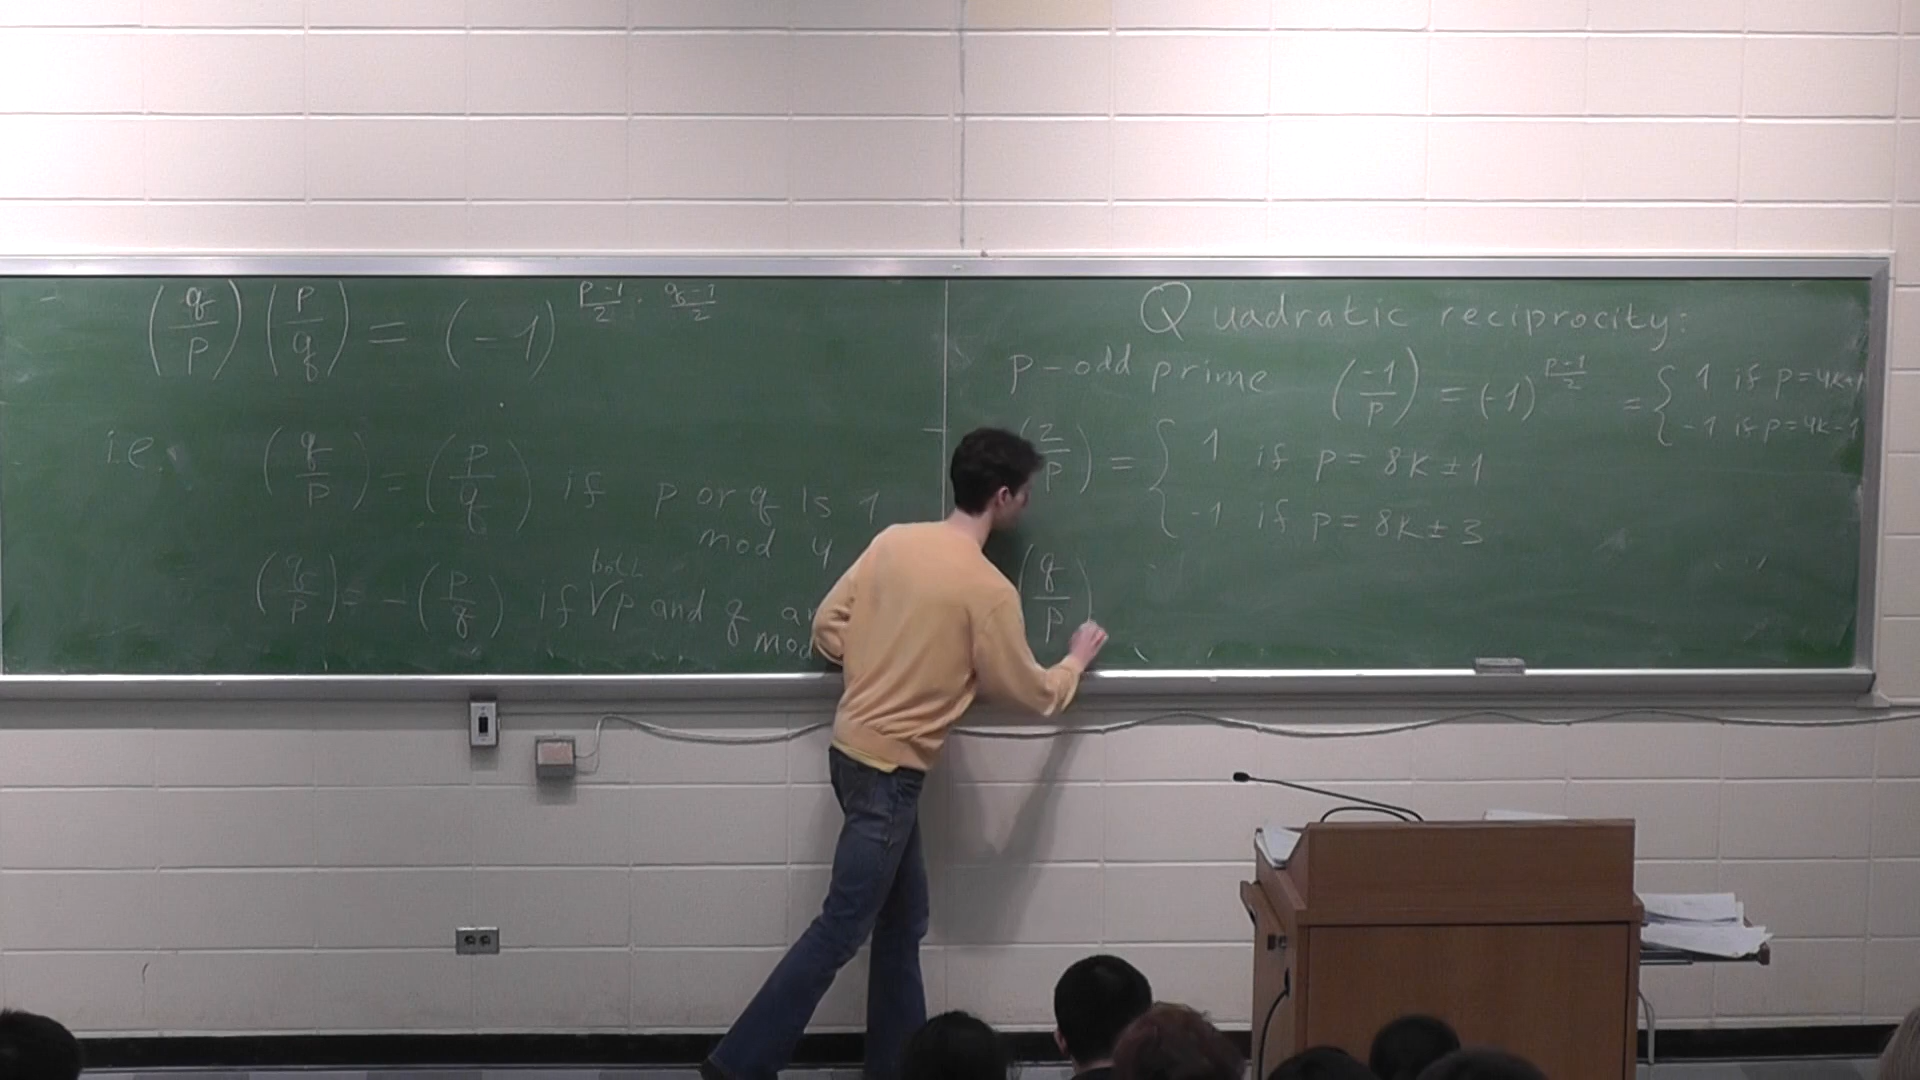 (q/p) (p/q) = (-1)^{p-1/2 · q-1/2}
i.e. (q/p) = (p/q) if p or q is 1
mod 4
(q/p) = -(p/q) if both p and q
mod
Quadratic reciprocity:
p-odd prime (-1/p) = (-1)^{p-1/2} = { 1 if p=4k+1
-1 if p=4k-1
(2/p) = { 1 if p = 8k±1
-1 if p = 8k±3
(q/p)